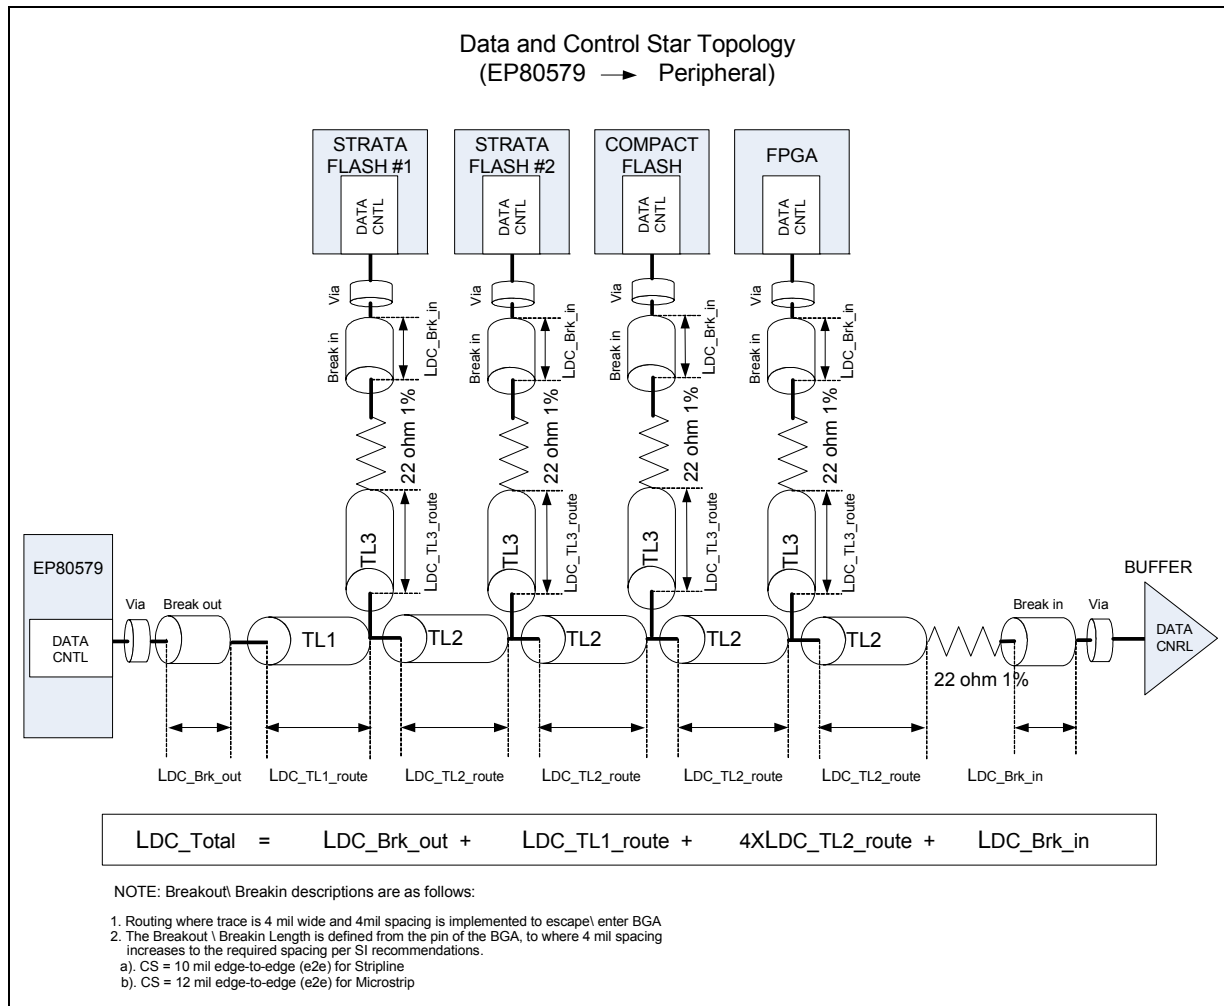 Data and Control Star Topology
(EP80579 → Peripheral)
STRATA
FLASH #1
STRATA
FLASH #2
COMPACT
FLASH
FPGA
DATA
CNTL
DATA
CNTL
DATA
CNTL
DATA
CNTL
Via
Via
Via
Via
Break in
LDC_Brk_in
Break in
LDC_Brk_in
Break in
LDC_Brk_in
Break in
LDC_Brk_in
22 ohm 1%
22 ohm 1%
22 ohm 1%
22 ohm 1%
TL3
LDC_TL3_route
TL3
LDC_TL3_route
TL3
LDC_TL3_route
TL3
LDC_TL3_route
EP80579
DATA
CNTL
Via
Break out
TL1
TL2
TL2
TL2
TL2
22 ohm 1%
Break in
Via
BUFFER
DATA
CNRL
LDC_Brk_out
LDC_TL1_route
LDC_TL2_route
LDC_TL2_route
LDC_TL2_route
LDC_TL2_route
LDC_Brk_in
LDC_Total = LDC_Brk_out + LDC_TL1_route + 4XLDC_TL2_route + LDC_Brk_in
NOTE: Breakout\ Breakin descriptions are as follows:
1. Routing where trace is 4 mil wide and 4mil spacing is implemented to escape\ enter BGA
2. The Breakout \ Breakin Length is defined from the pin of the BGA, to where 4 mil spacing
increases to the required spacing per SI recommendations.
a). CS = 10 mil edge-to-edge (e2e) for Stripline
b). CS = 12 mil edge-to-edge (e2e) for Microstrip